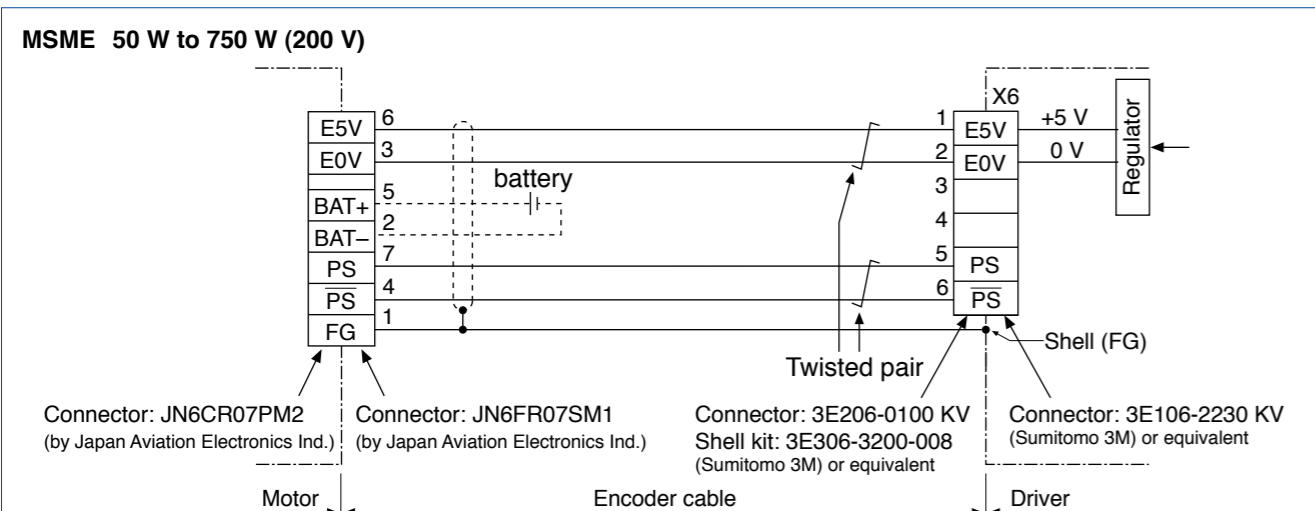 MSME 50 W to 750 W (200 V)
X6
E5V 6 1 E5V +5 V
E0V 3 2 E0V 0 V
Regulator
battery
BAT+ 5 3
BAT– 2 4
PS 7 5 PS
P̅S̅ 4 6 P̅S̅
FG 1
Shell (FG)
Twisted pair
Connector: JN6CR07PM2
(by Japan Aviation Electronics Ind.)
Connector: JN6FR07SM1
(by Japan Aviation Electronics Ind.)
Connector: 3E206-0100 KV
Shell kit: 3E306-3200-008
(Sumitomo 3M) or equivalent
Connector: 3E106-2230 KV
(Sumitomo 3M) or equivalent
Motor
Encoder cable
Driver